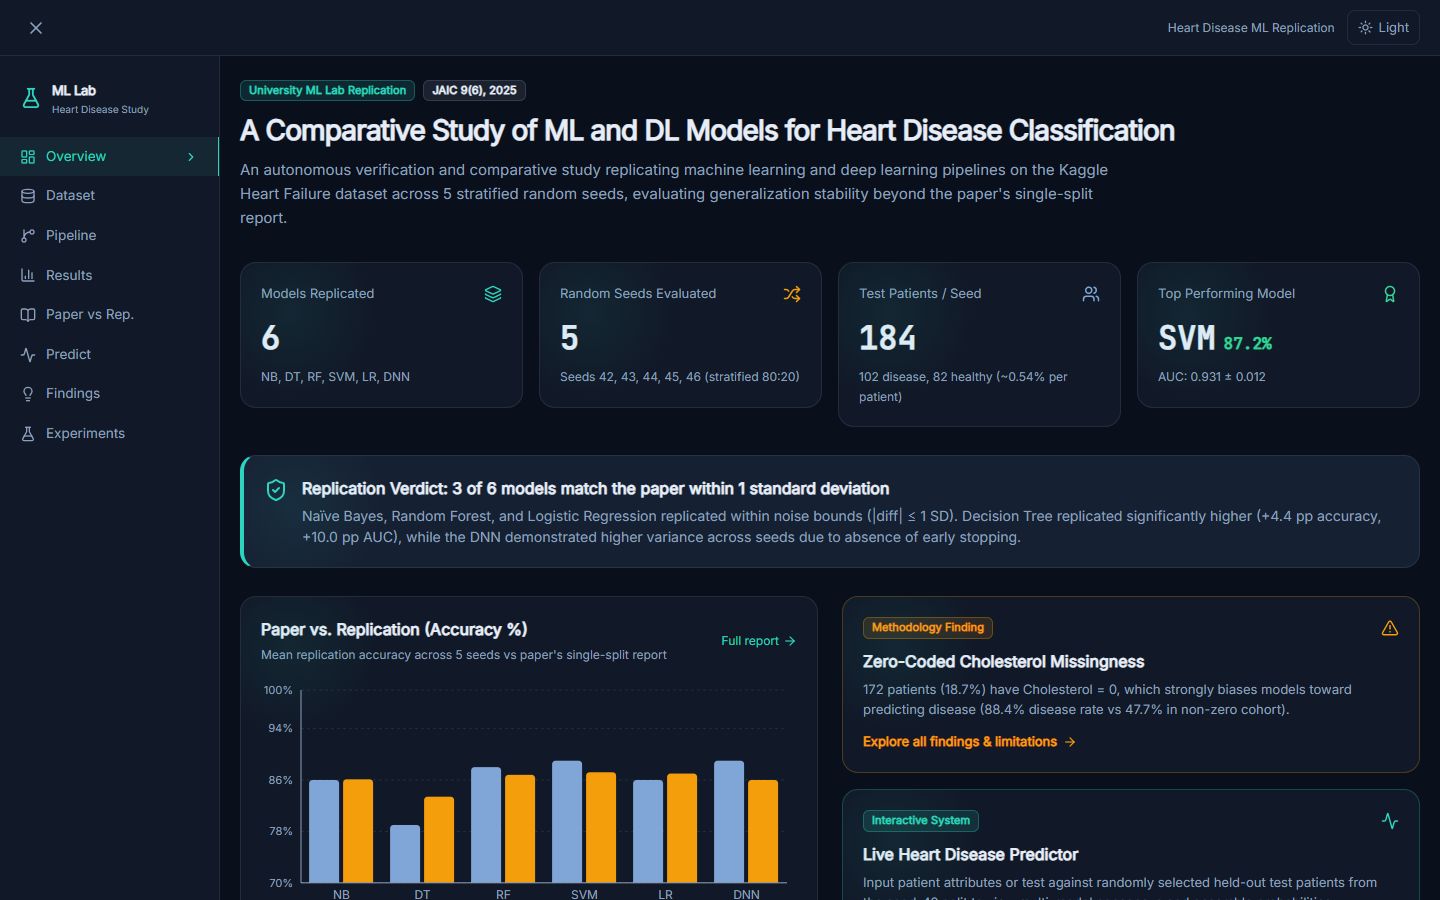 Heart Disease ML Replication
Light
ML Lab
Heart Disease Study
Overview
Dataset
Pipeline
Results
Paper vs Rep.
Predict
Findings
Experiments
University ML Lab Replication
JAIC 9(6), 2025
A Comparative Study of ML and DL Models for Heart Disease Classification
An autonomous verification and comparative study replicating machine learning and deep learning pipelines on the Kaggle
Heart Failure dataset across 5 stratified random seeds, evaluating generalization stability beyond the paper's single-split
report.
Models Replicated
6
NB, DT, RF, SVM, LR, DNN
Random Seeds Evaluated
5
Seeds 42, 43, 44, 45, 46 (stratified 80:20)
Test Patients / Seed
184
102 disease, 82 healthy (~0.54% per
patient)
Top Performing Model
SVM 87.2%
AUC: 0.931 ± 0.012
Replication Verdict: 3 of 6 models match the paper within 1 standard deviation
Naïve Bayes, Random Forest, and Logistic Regression replicated within noise bounds (|diff| ≤ 1 SD). Decision Tree replicated significantly higher (+4.4 pp accuracy,
+10.0 pp AUC), while the DNN demonstrated higher variance across seeds due to absence of early stopping.
Paper vs. Replication (Accuracy %)
Mean replication accuracy across 5 seeds vs paper's single-split report
Full report →
100%
94%
86%
78%
70%
NB DT RF SVM LR DNN
Methodology Finding
Zero-Coded Cholesterol Missingness
172 patients (18.7%) have Cholesterol = 0, which strongly biases models toward
predicting disease (88.4% disease rate vs 47.7% in non-zero cohort).
Explore all findings & limitations →
Interactive System
Live Heart Disease Predictor
Input patient attributes or test against randomly selected held-out test patients from